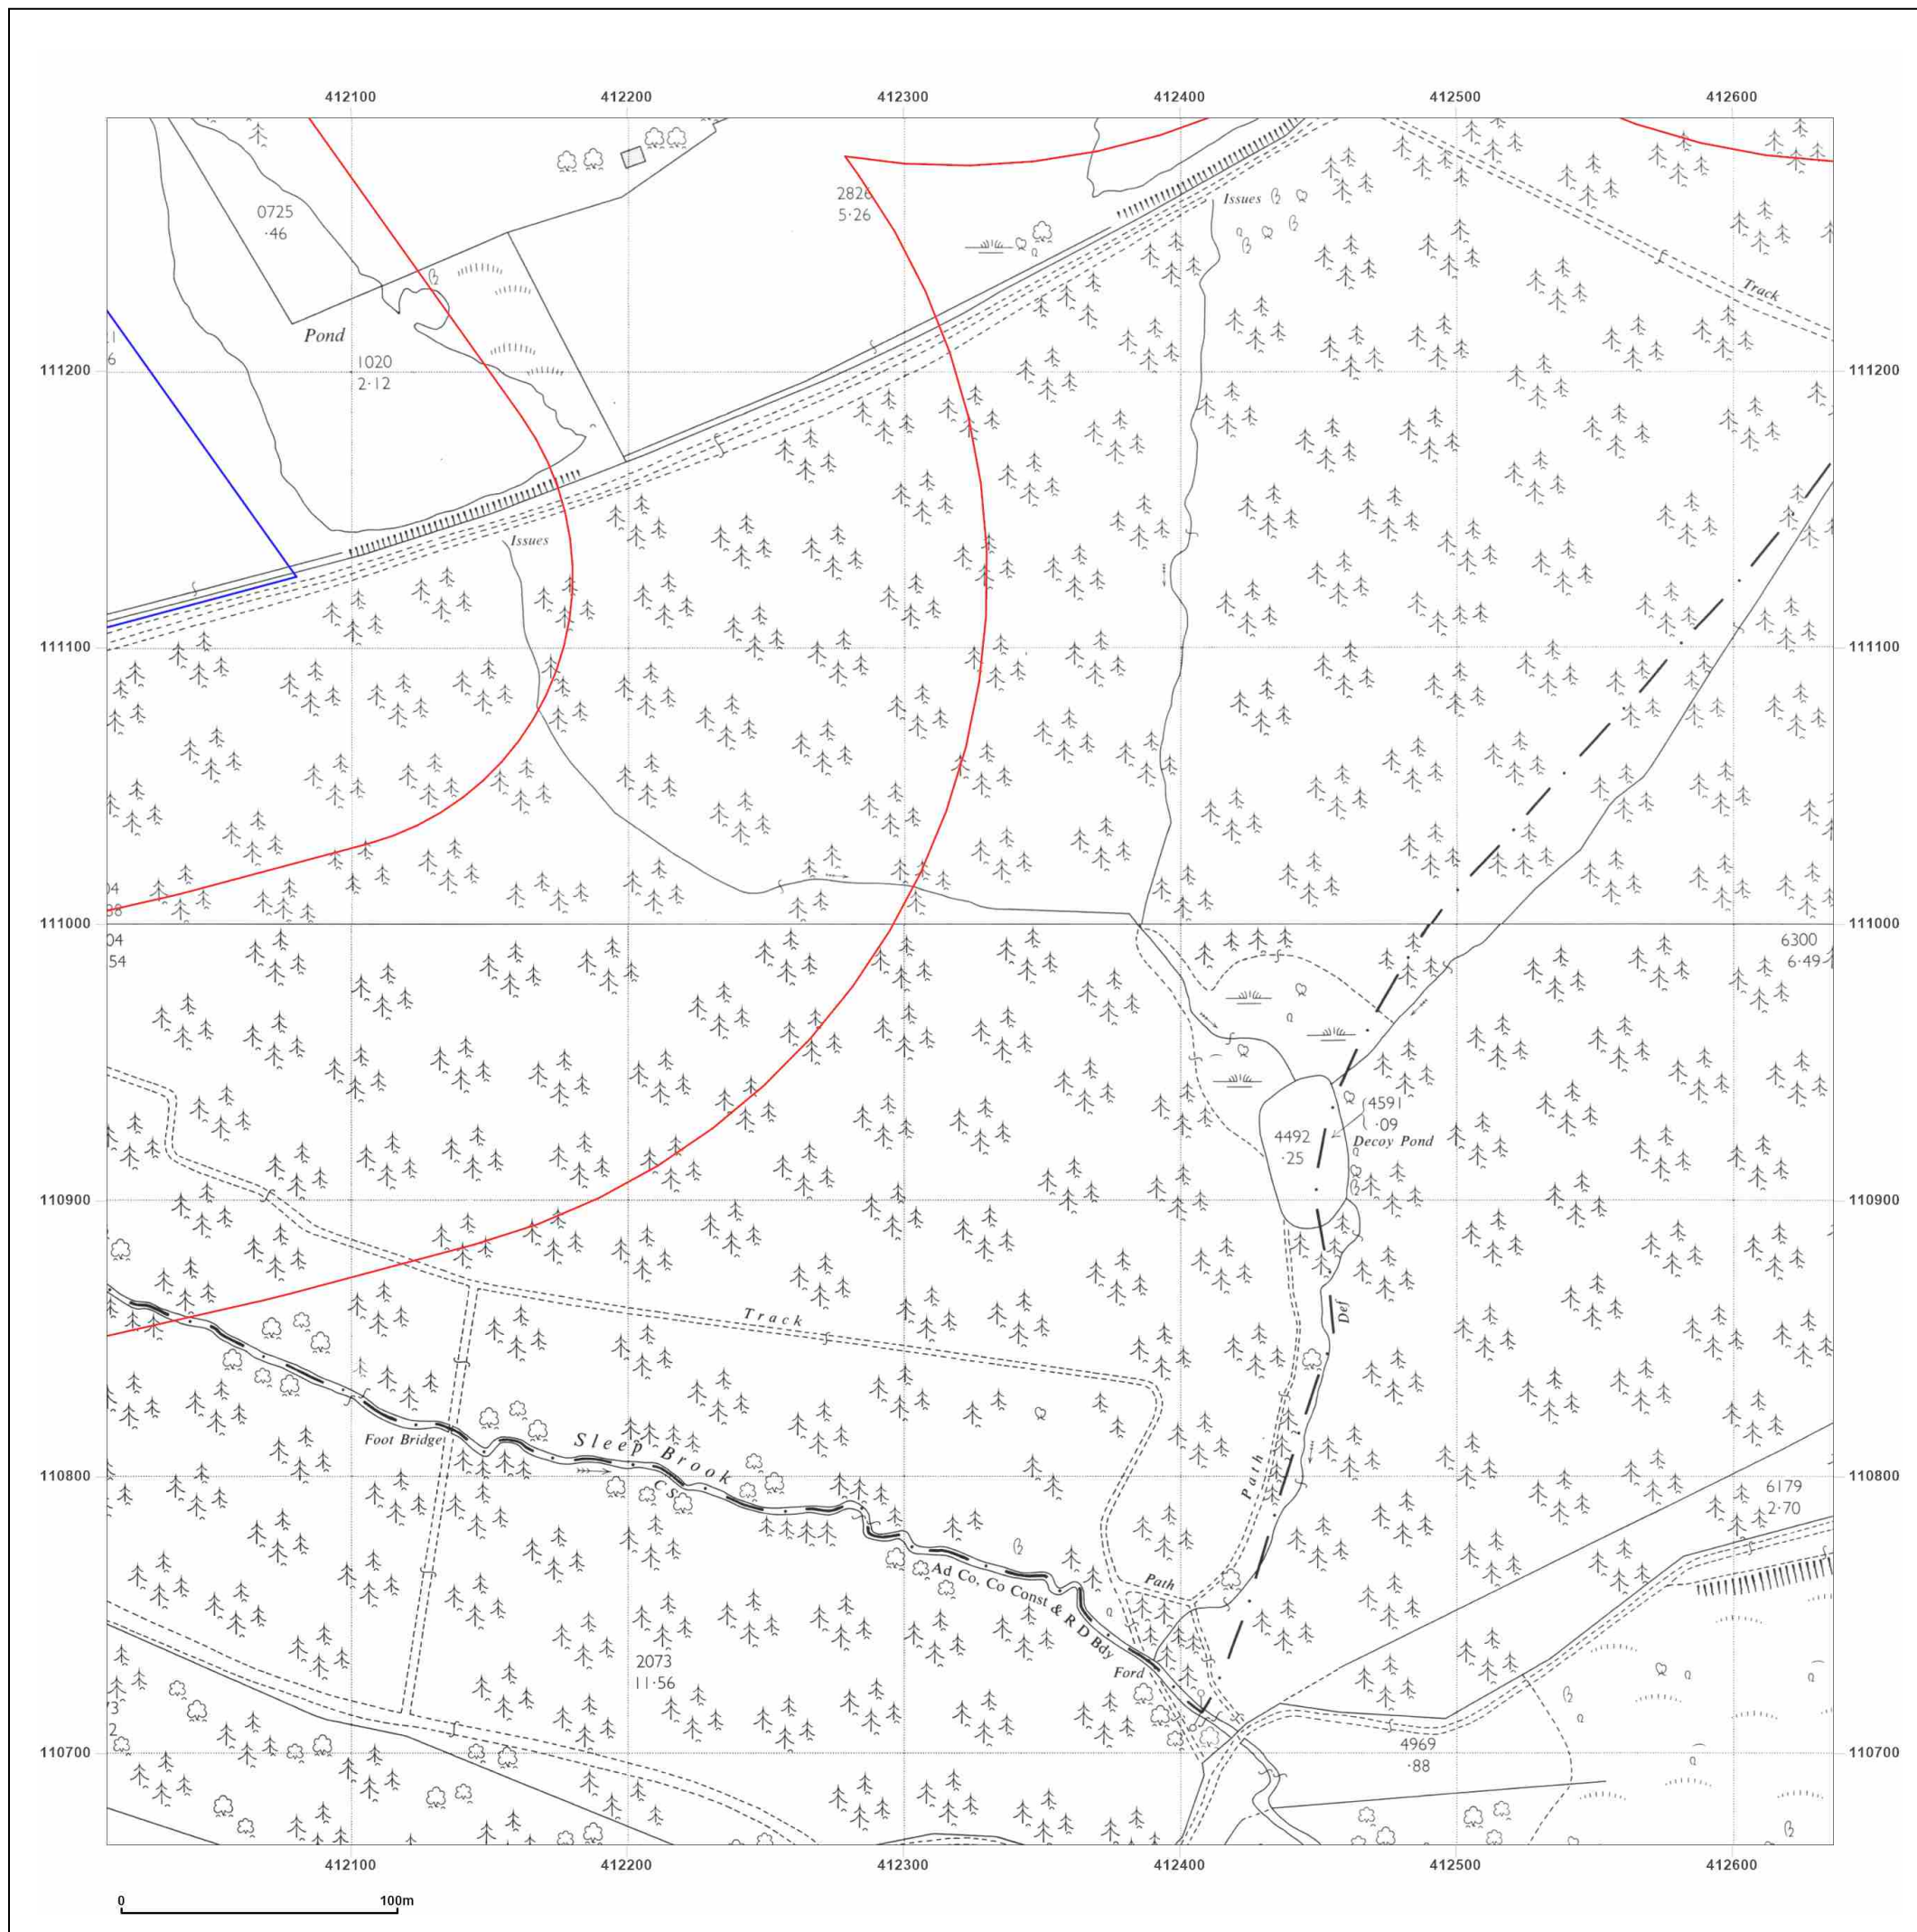 412100 412200 412300 412400 412500 412600
0725
·46
2826
5·26
Issues
Track
Pond
1020
2·12
111200 111200
Issues
111100 111100
111000 111000
04
54
6300
6·49
4591
·09
4492
·25
Decoy Pond
110900 110900
Def
Track
Foot Bridge
Sleep Brook
CS
Path
110800 110800
6179
2·70
Ad Co, Co Const & R D Bdy
Path
2073
11·56
Ford
4969
·88
110700 110700
412100 412200 412300 412400 412500 412600
0 100m